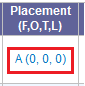 Placement
(F,O,T,L)
A (0, 0, 0)